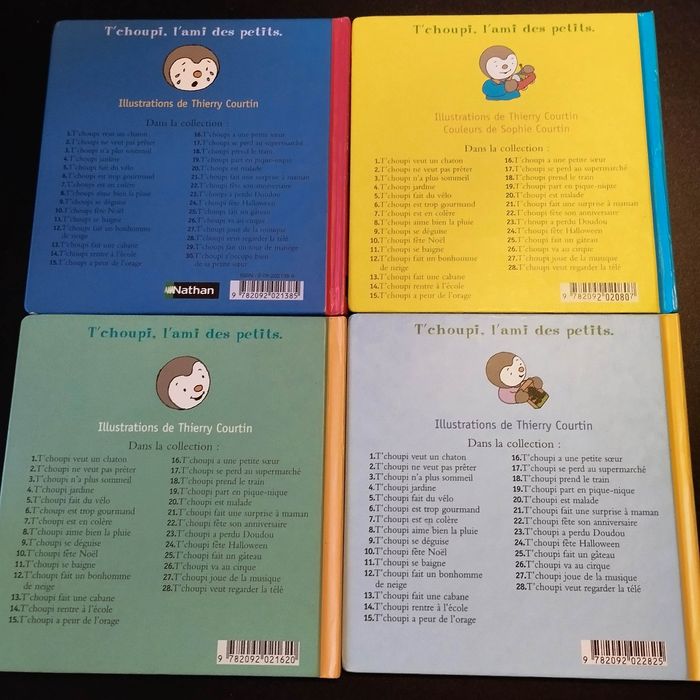 T'choupi, l'ami des petits.
Illustrations de Thierry Courtin
Dans la collection :
1.T'choupi veut un chaton
2.T'choupi ne veut pas prêter
3.T'choupi n'a plus sommeil
4.T'choupi jardine
5.T'choupi fait du vélo
6.T'choupi est trop gourmand
7.T'choupi est en colère
8.T'choupi aime bien la pluie
9.T'choupi se déguise
10.T'choupi fête Noël
11.T'choupi se baigne
12.T'choupi fait un bonhomme
de neige
13.T'choupi fait une cabane
14.T'choupi rentre à l'école
15.T'choupi a peur de l'orage
16.T'choupi a une petite sœur
17.T'choupi se perd au supermarché
18.T'choupi prend le train
19.T'choupi part en pique-nique
20.T'choupi est malade
21.T'choupi fait une surprise à maman
22.T'choupi fête son anniversaire
23.T'choupi a perdu Doudou
24.T'choupi fête Halloween
25.T'choupi fait un gâteau
26.T'choupi va au cirque
27.T'choupi joue de la musique
28.T'choupi veut regarder la télé
29.T'choupi fait un tour de manège
30.T'choupi s'occupe bien
de sa petite sœur
Nathan
9 782092 021385
T'choupi, l'ami des petits.
Illustrations de Thierry Courtin
Couleurs de Sophie Courtin
Dans la collection :
1.T'choupi veut un chaton
2.T'choupi ne veut pas prêter
3.T'choupi n'a plus sommeil
4.T'choupi jardine
5.T'choupi fait du vélo
6.T'choupi est trop gourmand
7.T'choupi est en colère
8.T'choupi aime bien la pluie
9.T'choupi se déguise
10.T'choupi fête Noël
11.T'choupi se baigne
12.T'choupi fait un bonhomme
de neige
13.T'choupi fait une cabane
14.T'choupi rentre à l'école
15.T'choupi a peur de l'orage
16.T'choupi a une petite sœur
17.T'choupi se perd au supermarché
18.T'choupi prend le train
19.T'choupi part en pique-nique
20.T'choupi est malade
21.T'choupi fait une surprise à maman
22.T'choupi fête son anniversaire
23.T'choupi a perdu Doudou
24.T'choupi fête Halloween
25.T'choupi fait un gâteau
26.T'choupi va au cirque
27.T'choupi joue de la musique
28.T'choupi veut regarder la télé
9 782092 020807
T'choupi, l'ami des petits.
Illustrations de Thierry Courtin
Dans la collection :
1.T'choupi veut un chaton
2.T'choupi ne veut pas prêter
3.T'choupi n'a plus sommeil
4.T'choupi jardine
5.T'choupi fait du vélo
6.T'choupi est trop gourmand
7.T'choupi est en colère
8.T'choupi aime bien la pluie
9.T'choupi se déguise
10.T'choupi fête Noël
11.T'choupi se baigne
12.T'choupi fait un bonhomme
de neige
13.T'choupi fait une cabane
14.T'choupi rentre à l'école
15.T'choupi a peur de l'orage
16.T'choupi a une petite sœur
17.T'choupi se perd au supermarché
18.T'choupi prend le train
19.T'choupi part en pique-nique
20.T'choupi est malade
21.T'choupi fait une surprise à maman
22.T'choupi fête son anniversaire
23.T'choupi a perdu Doudou
24.T'choupi fête Halloween
25.T'choupi fait un gâteau
26.T'choupi va au cirque
27.T'choupi joue de la musique
28.T'choupi veut regarder la télé
9 782092 021620
T'choupi, l'ami des petits.
Illustrations de Thierry Courtin
Dans la collection :
1.T'choupi veut un chaton
2.T'choupi ne veut pas prêter
3.T'choupi n'a plus sommeil
4.T'choupi jardine
5.T'choupi fait du vélo
6.T'choupi est trop gourmand
7.T'choupi est en colère
8.T'choupi aime bien la pluie
9.T'choupi se déguise
10.T'choupi fête Noël
11.T'choupi se baigne
12.T'choupi fait un bonhomme
de neige
13.T'choupi fait une cabane
14.T'choupi rentre à l'école
15.T'choupi a peur de l'orage
16.T'choupi a une petite sœur
17.T'choupi se perd au supermarché
18.T'choupi prend le train
19.T'choupi part en pique-nique
20.T'choupi est malade
21.T'choupi fait une surprise à maman
22.T'choupi fête son anniversaire
23.T'choupi a perdu Doudou
24.T'choupi fête Halloween
25.T'choupi fait un gâteau
26.T'choupi va au cirque
27.T'choupi joue de la musique
28.T'choupi veut regarder la télé
9 782092 022825